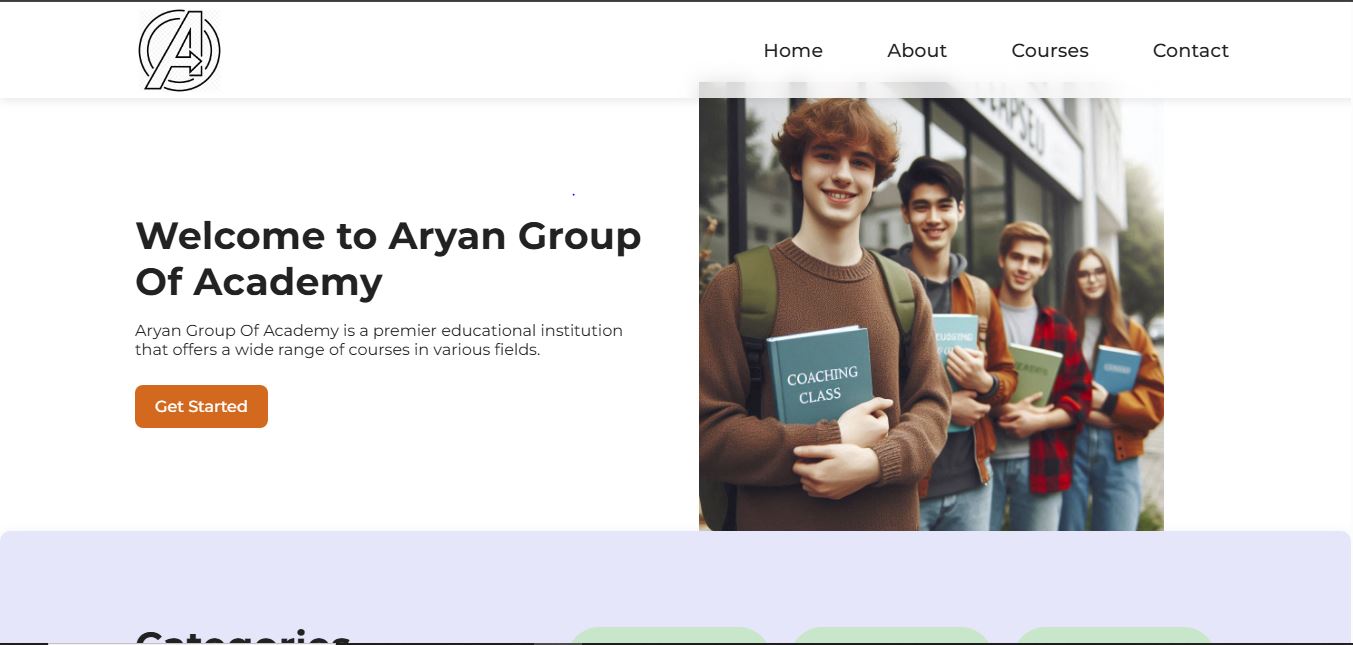 Home About Courses Contact
Welcome to Aryan Group
Of Academy
Aryan Group Of Academy is a premier educational institution
that offers a wide range of courses in various fields.
Get Started
COACHING
CLASS
Categories